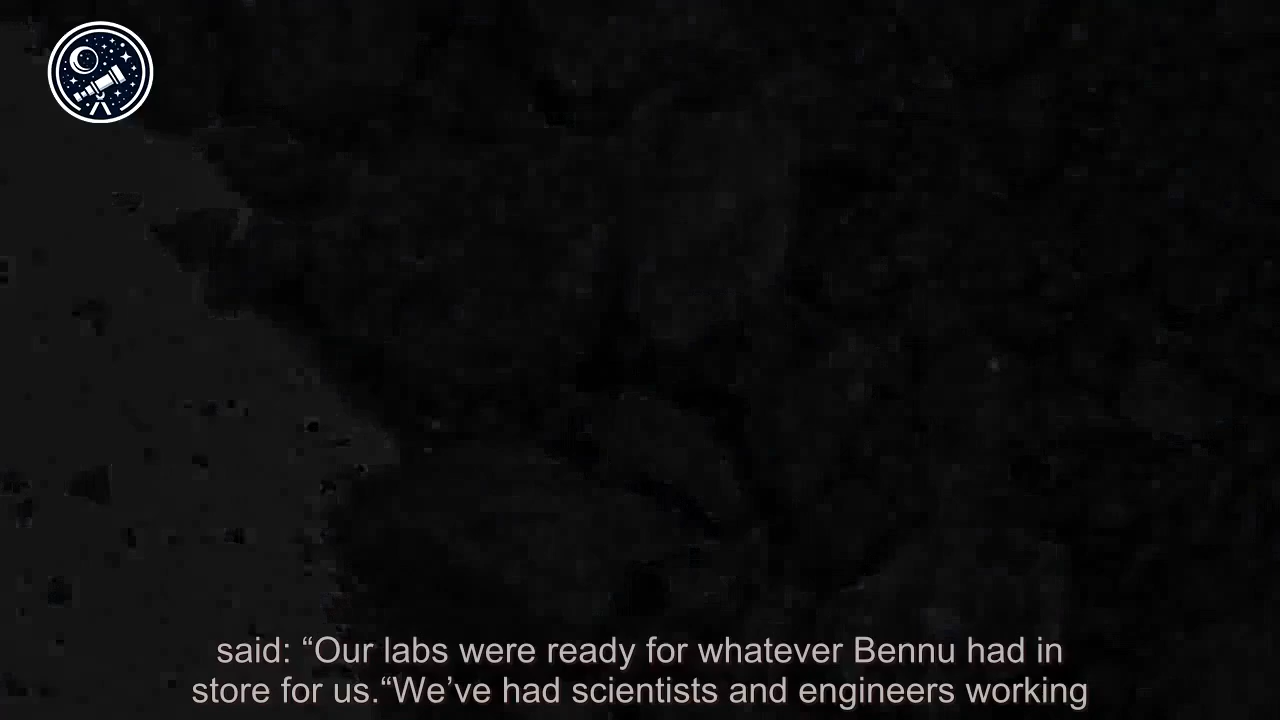 said: “Our labs were ready for whatever Bennu had in
store for us.“We’ve had scientists and engineers working